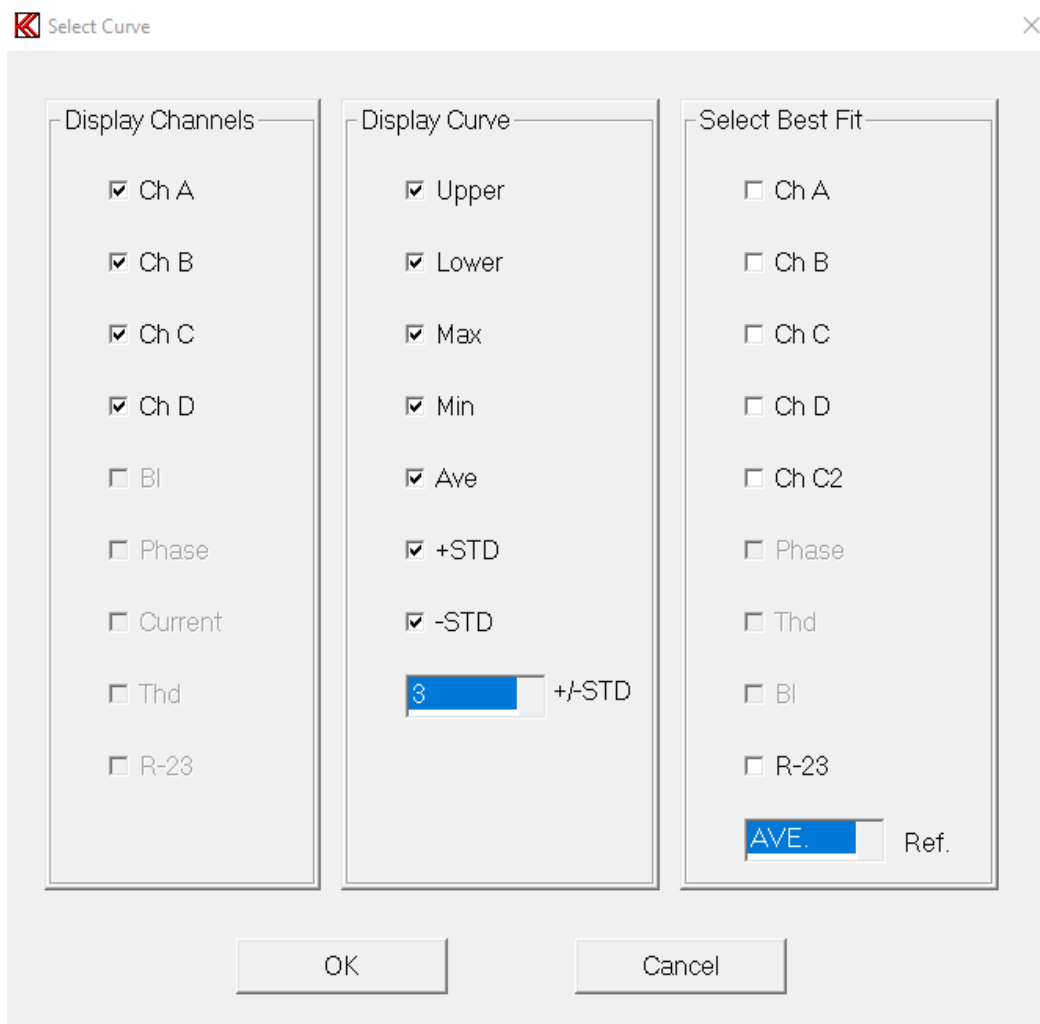 Select Curve
Display Channels
Ch A
Ch B
Ch C
Ch D
Bl
Phase
Current
Thd
R-23
Display Curve
Upper
Lower
Max
Min
Ave
+STD
-STD
3 +/-STD
Select Best Fit
Ch A
Ch B
Ch C
Ch D
Ch C2
Phase
Thd
Bl
R-23
AVE. Ref.
OK
Cancel